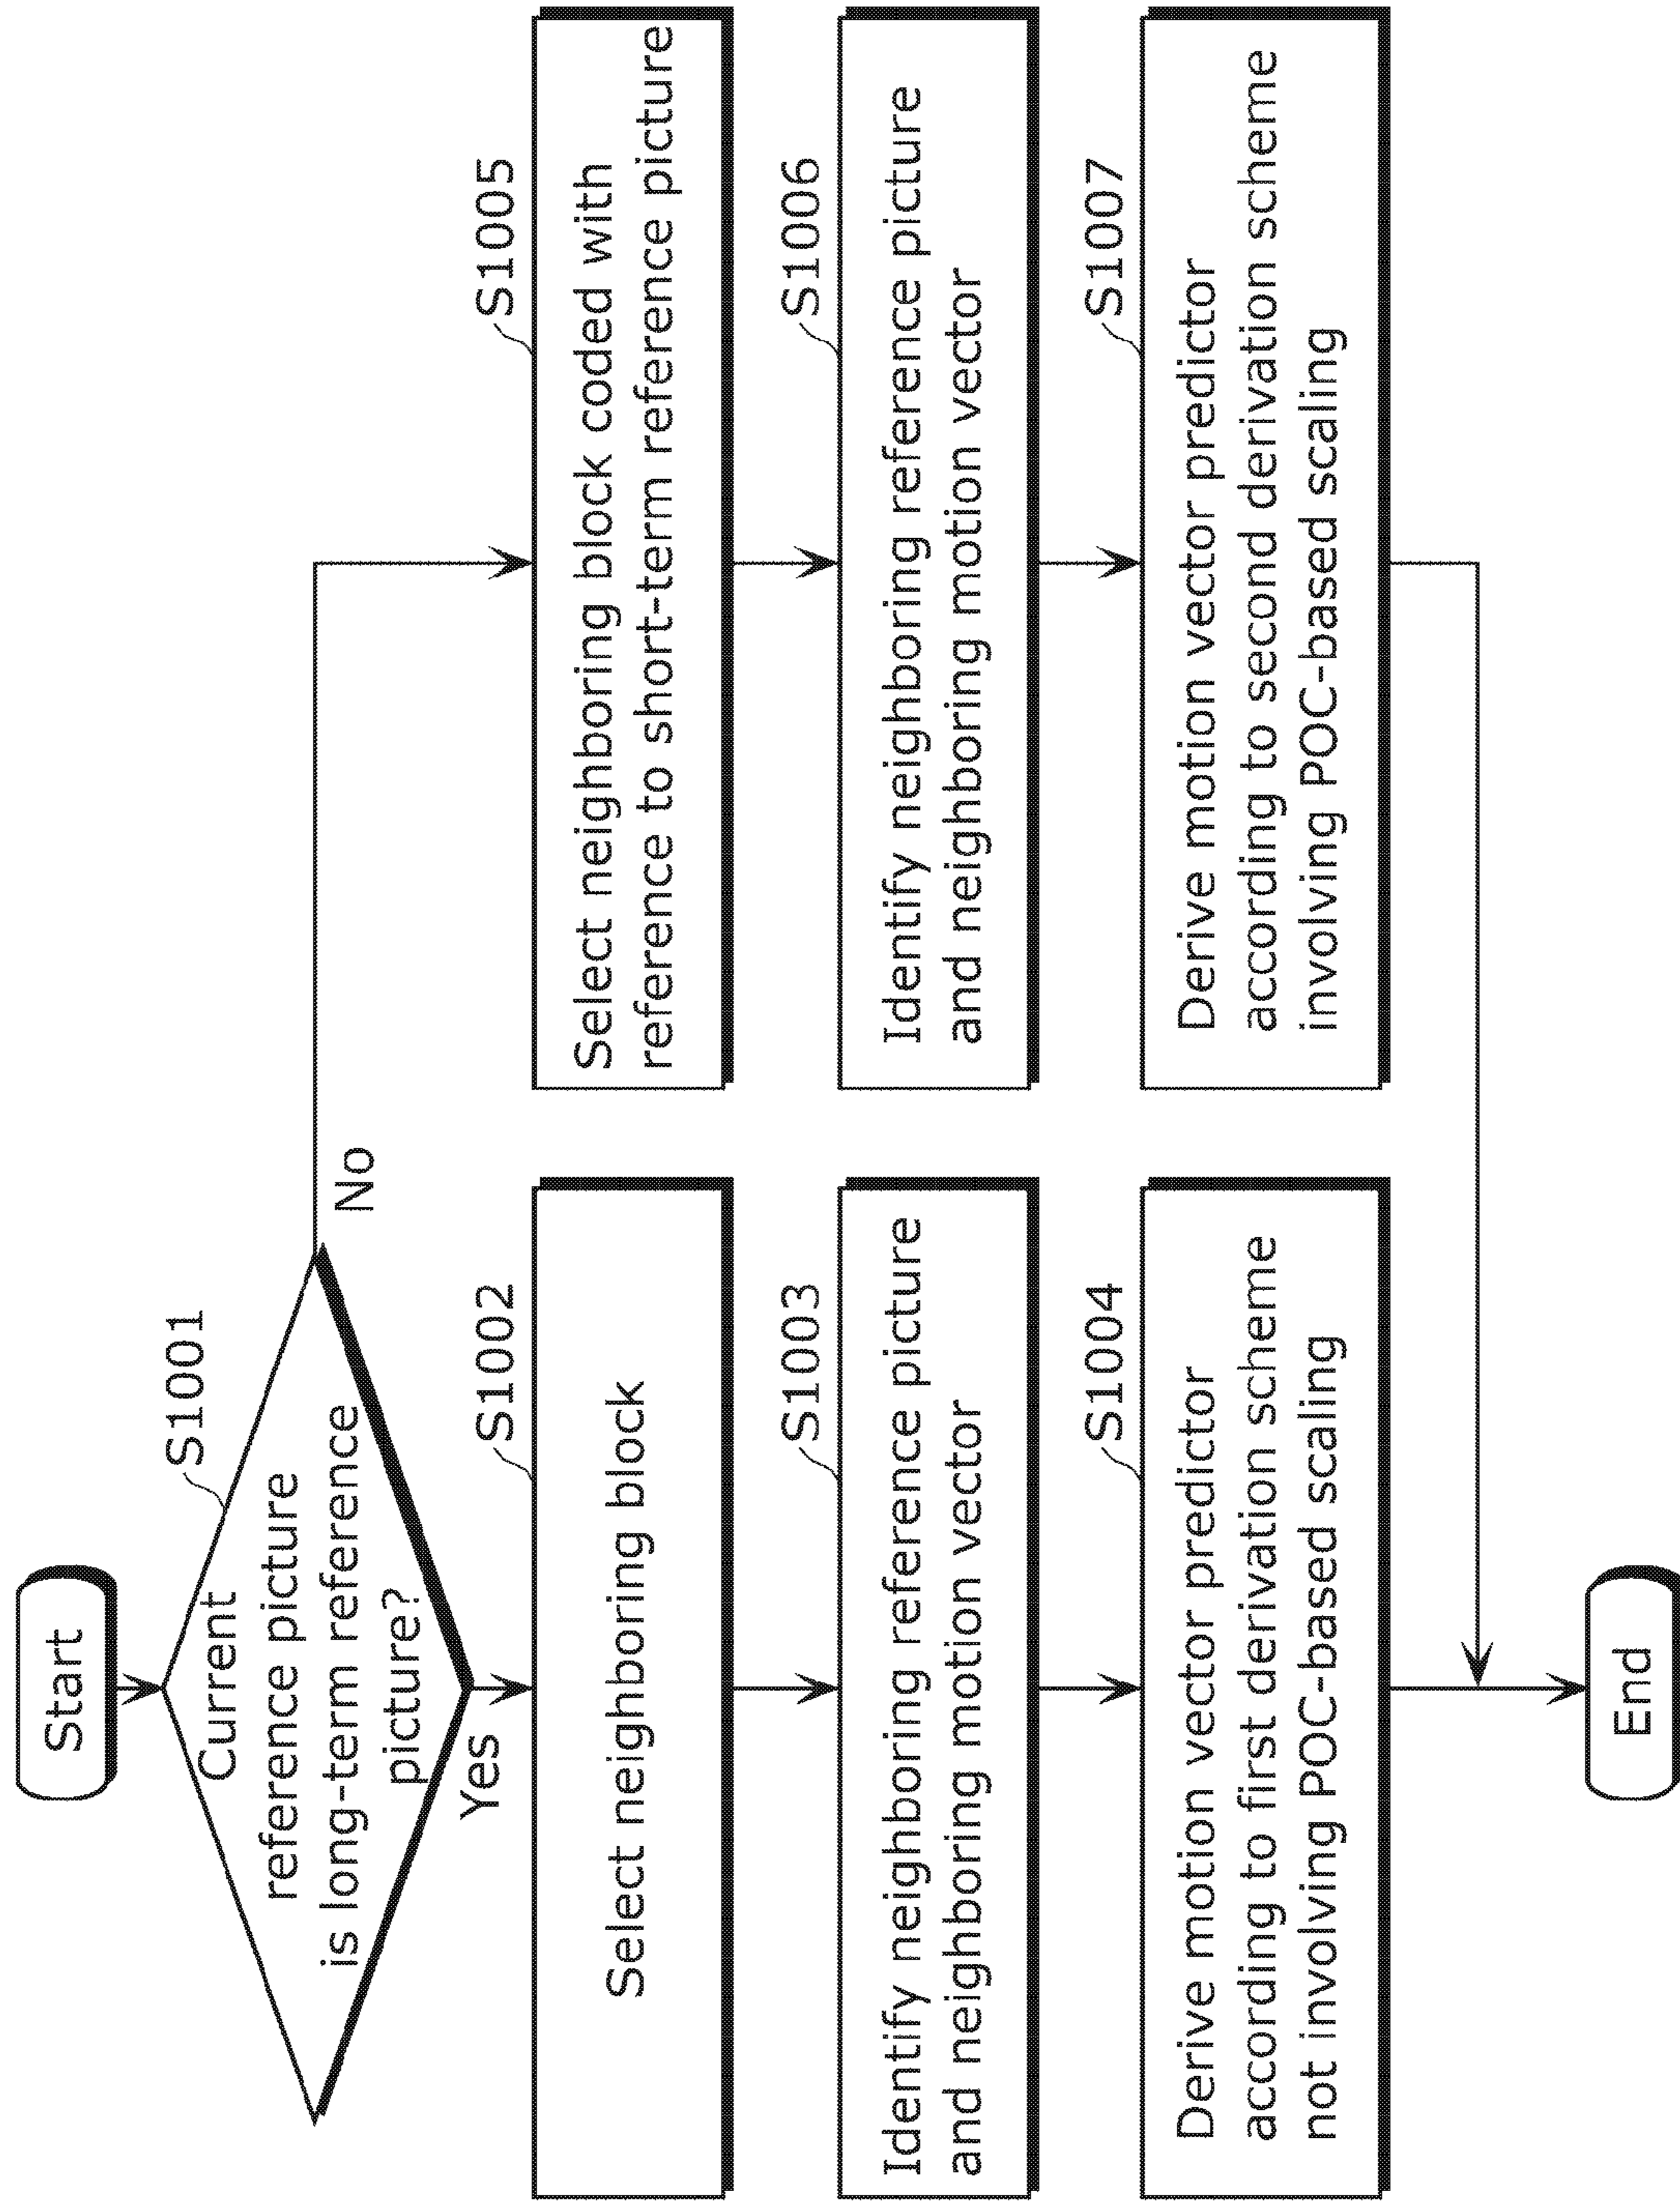 Start
S1001
Current
reference picture
is long-term reference
picture?
Yes
No
S1002
Select neighboring block
S1003
Identify neighboring reference picture
and neighboring motion vector
S1004
Derive motion vector predictor
according to first derivation scheme
not involving POC-based scaling
S1005
Select neighboring block coded with
reference to short-term reference picture
S1006
Identify neighboring reference picture
and neighboring motion vector
S1007
Derive motion vector predictor
according to second derivation scheme
involving POC-based scaling
End